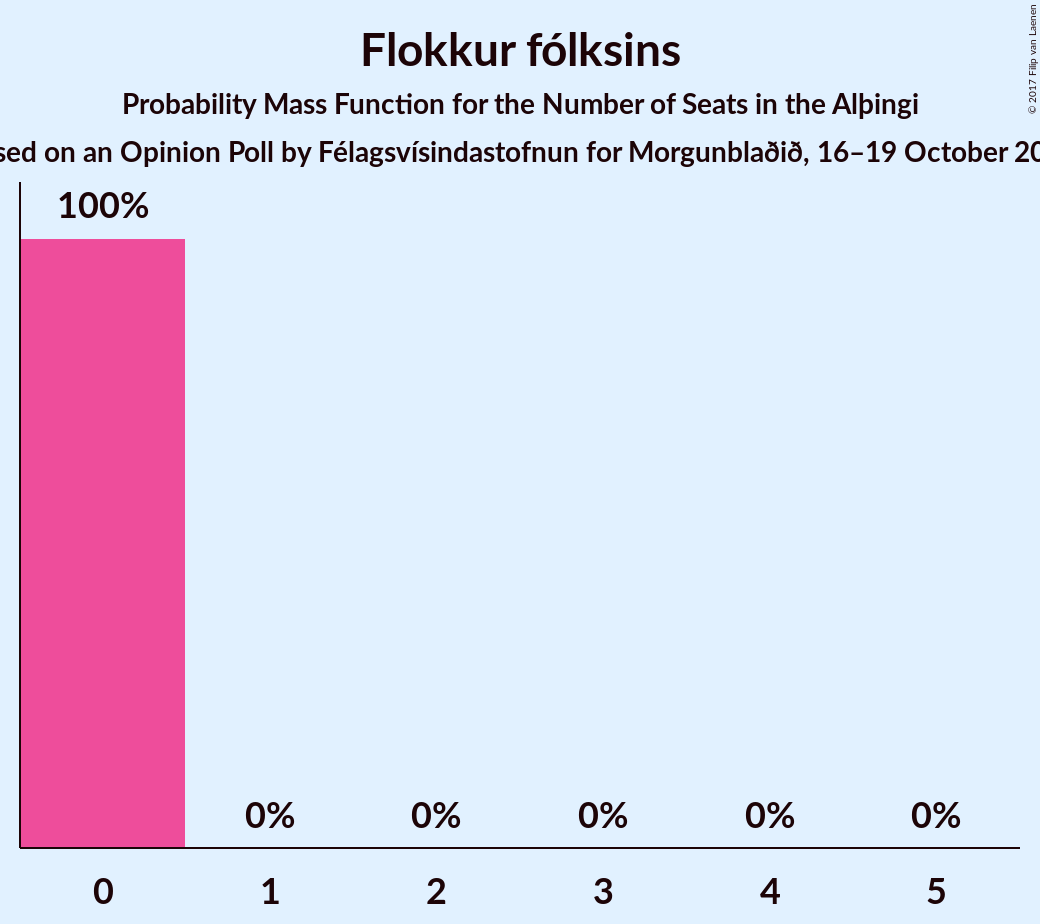 Flokkur fólksins
Probability Mass Function for the Number of Seats in the Alþingi
on an Opinion Poll by Félagsvísindastofnun for Morgunblaðið, 16–19 October
100%
0% 0% 0% 0% 0%
0 1 2 3 4 5
© 2017 Filip van Laenen